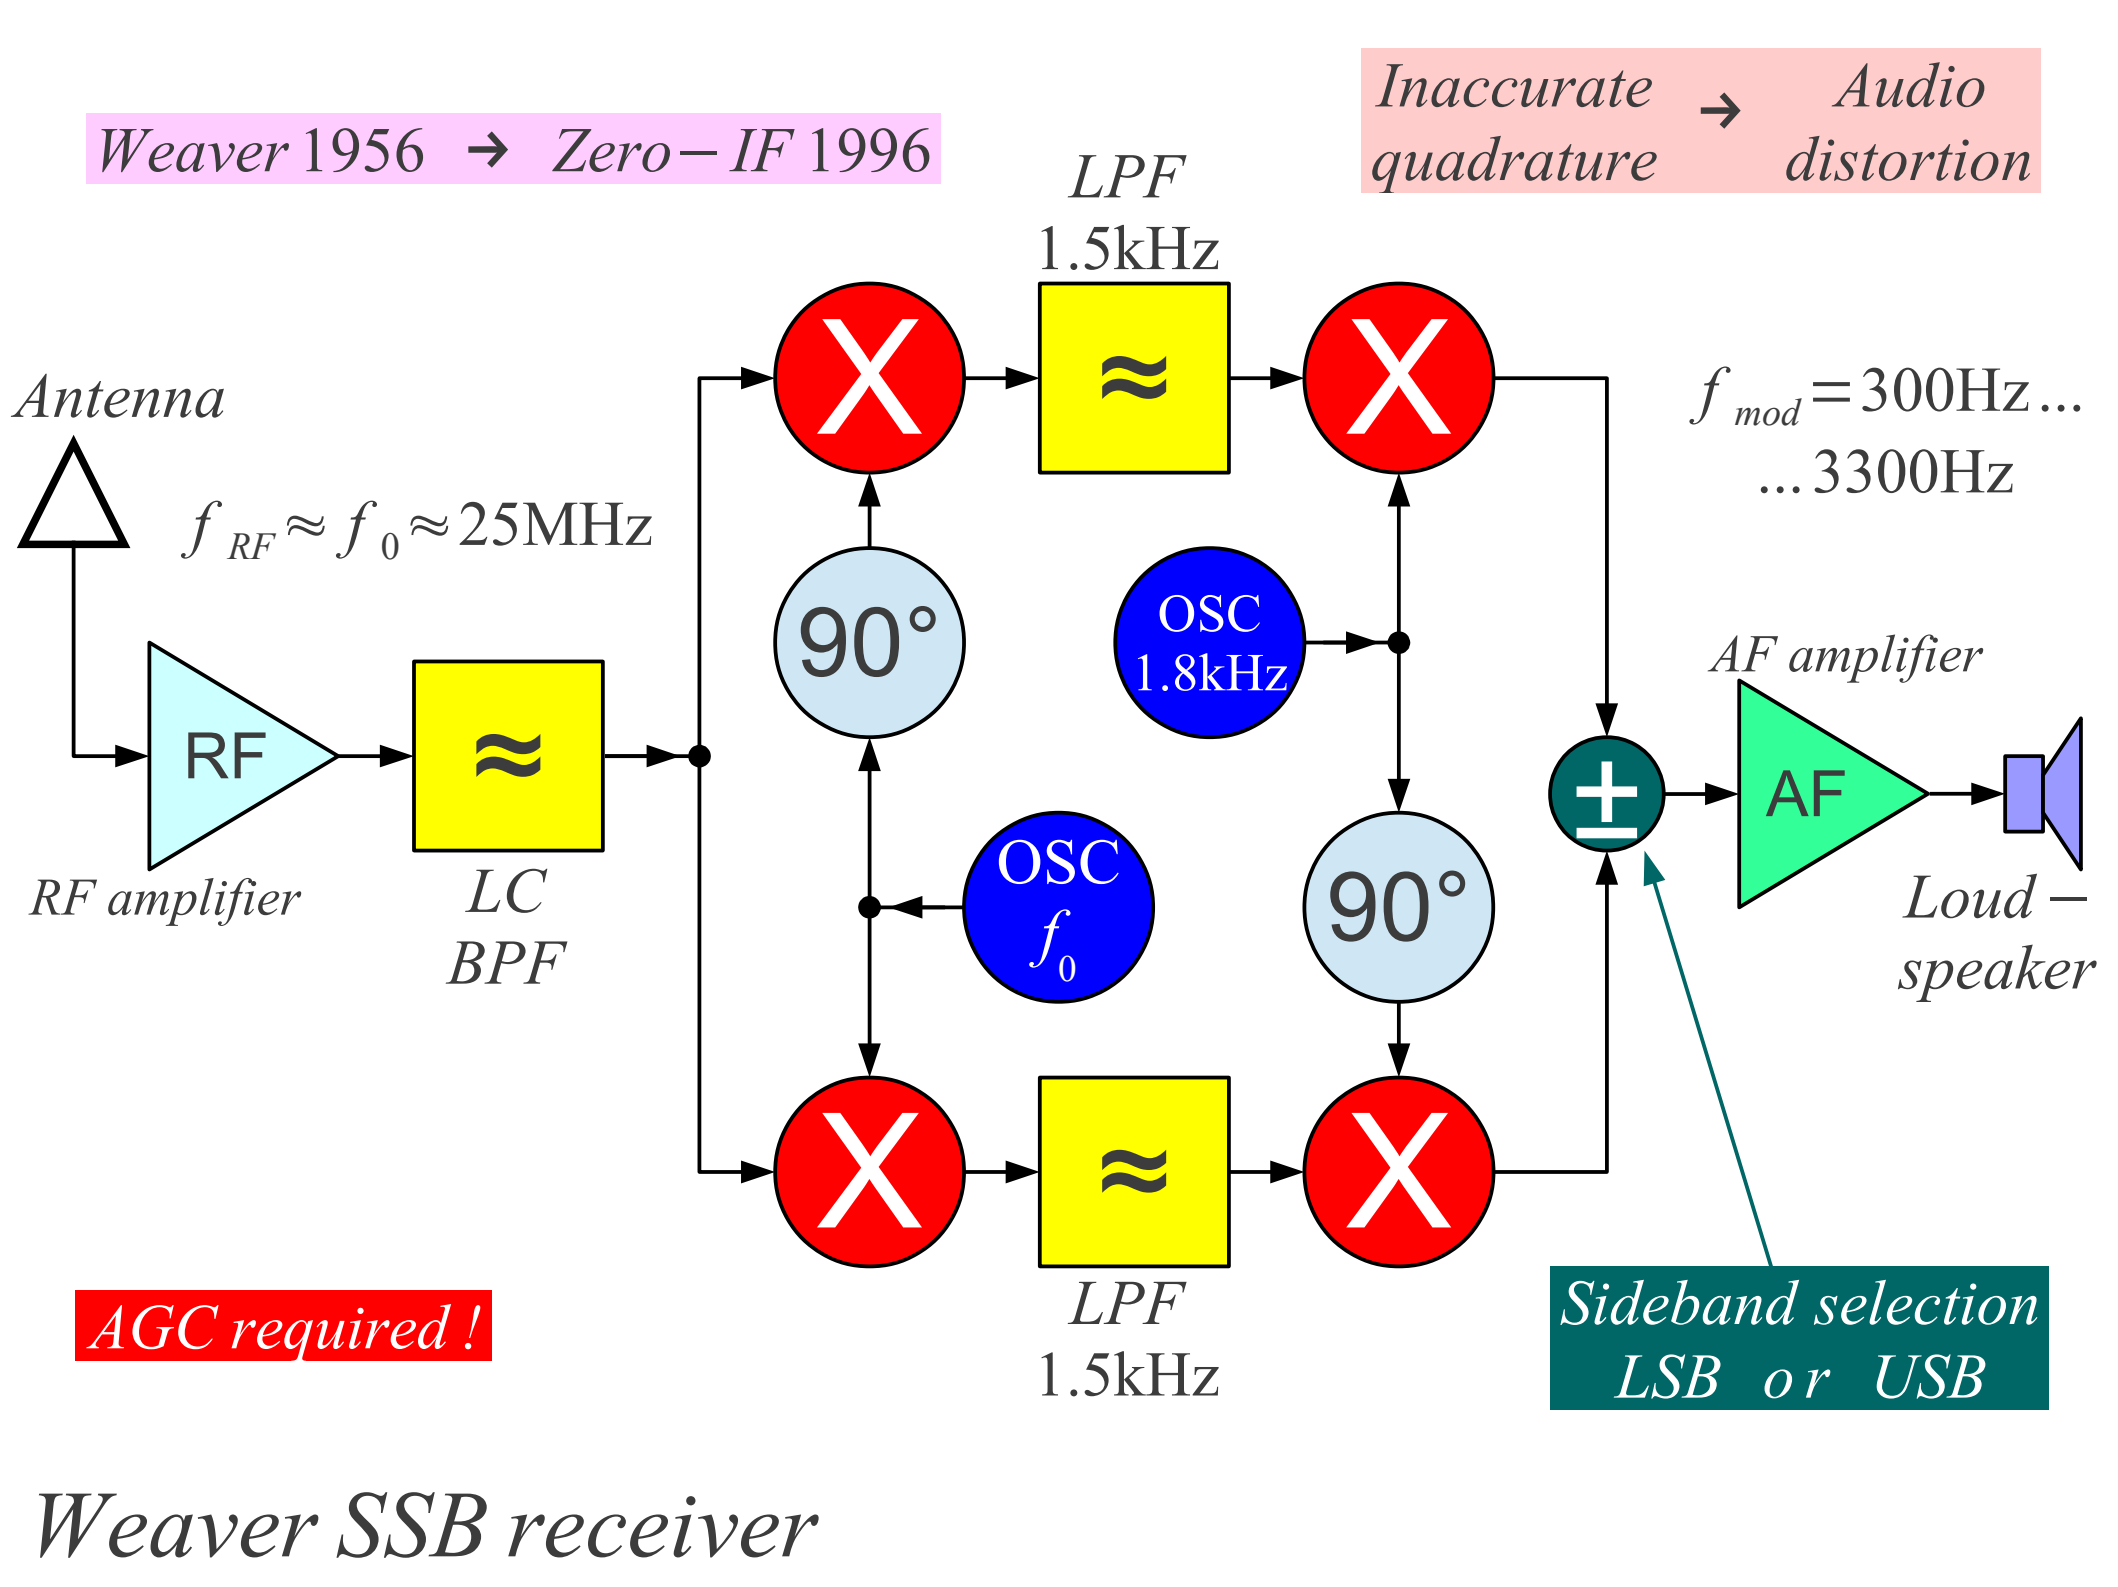 Weaver 1956 → Zero – IF 1996
Inaccurate → Audio
quadrature distortion
LPF
1.5kHz
X
≈
X
Antenna
f RF ≈ f 0 ≈ 25MHz
f mod = 300Hz ...
... 3300Hz
90°
OSC
1.8kHz
RF
RF amplifier
≈
LC
BPF
OSC
f 0
90°
±
AF amplifier
AF
Loud –
speaker
X
≈
X
LPF
1.5kHz
AGC required !
Sideband selection
LSB or USB
Weaver SSB receiver